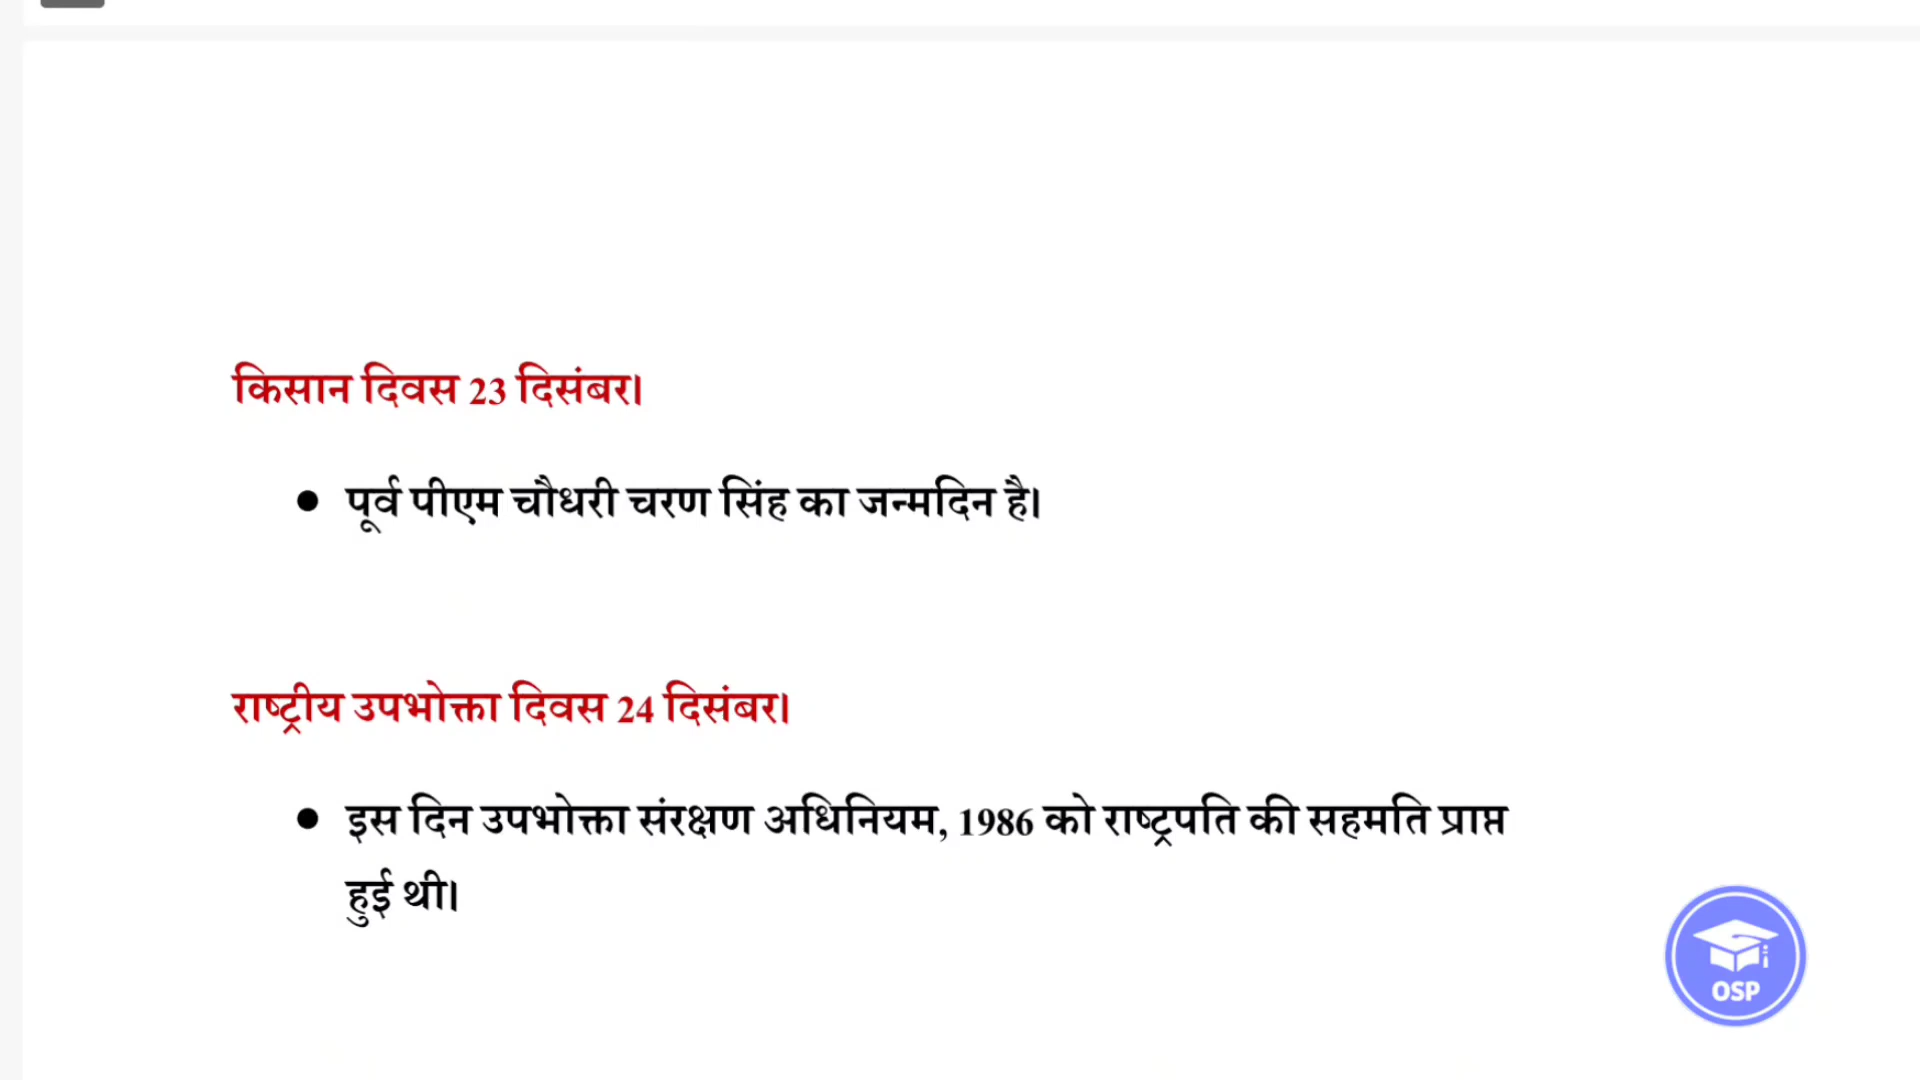 किसान दिवस 23 दिसंबर।
● पूर्व पीएम चौधरी चरण सिंह का जन्मदिन है।
राष्ट्रीय उपभोक्ता दिवस 24 दिसंबर।
● इस दिन उपभोक्ता संरक्षण अधिनियम, 1986 को राष्ट्रपति की सहमति प्राप्त
हुई थी।
OSP